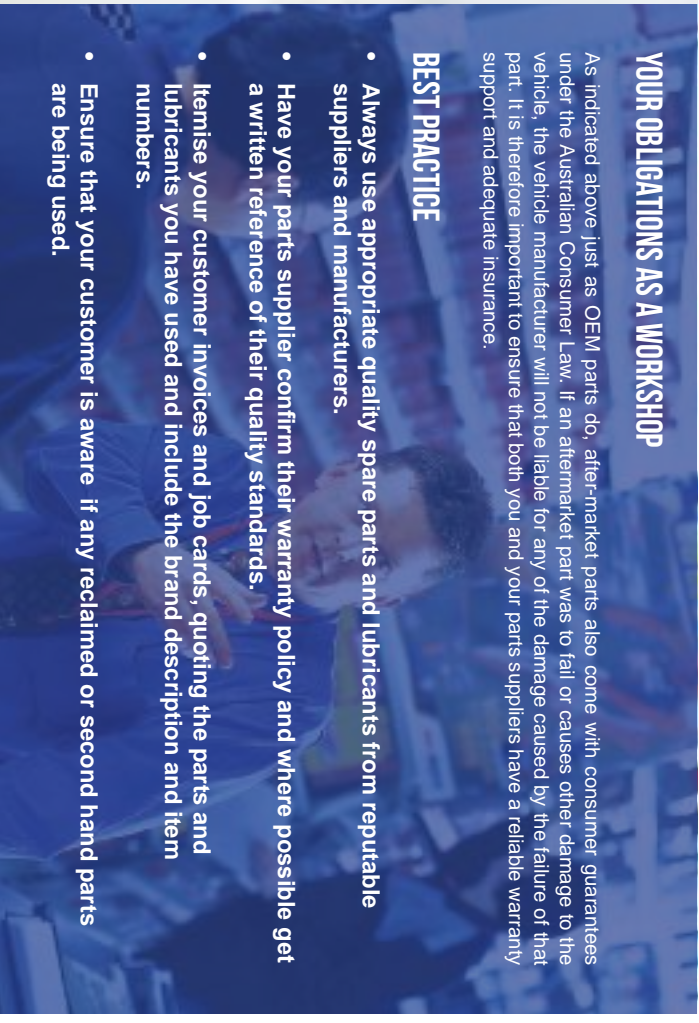 YOUR OBLIGATIONS AS A WORKSHOP
As indicated above just as OEM parts do, after-market parts also come with consumer guarantees
under the Australian Consumer Law. If an aftermarket part was to fail or causes other damage to the
vehicle, the vehicle manufacturer will not be liable for any of the damage caused by the failure of that
part. It is therefore important to ensure that both you and your parts suppliers have a reliable warranty
support and adequate insurance.
BEST PRACTICE
• Always use appropriate quality spare parts and lubricants from reputable
suppliers and manufacturers.
• Have your parts supplier confirm their warranty policy and where possible get
a written reference of their quality standards.
• Itemise your customer invoices and job cards, quoting the parts and
lubricants you have used and include the brand description and item
numbers.
• Ensure that your customer is aware if any reclaimed or second hand parts
are being used.